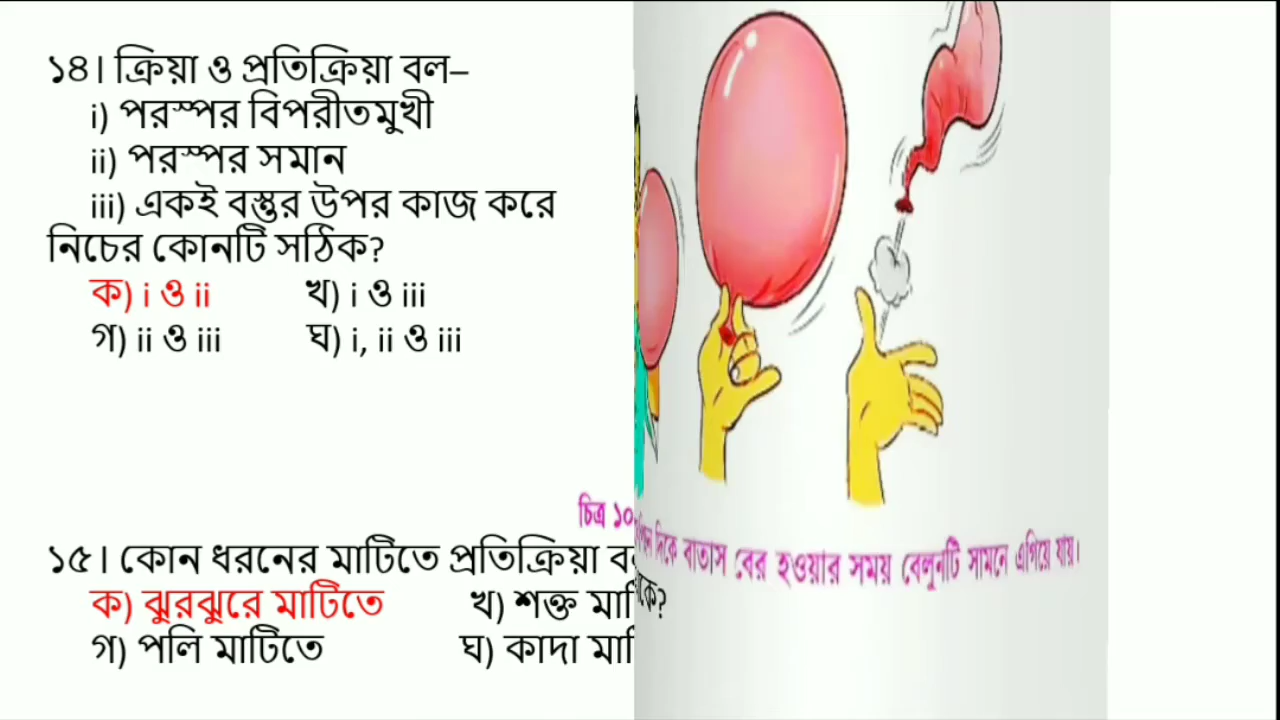 ১৪। ক্রিয়া ও প্রতিক্রিয়া বল–
i) পরস্পর বিপরীতমুখী
ii) পরস্পর সমান
iii) একই বস্তুর উপর কাজ করে
নিচের কোনটি সঠিক?
ক) i ও ii খ) i ও iii
গ) ii ও iii ঘ) i, ii ও iii
চিত্র ১০
দিকে বাতাস বের হওয়ার সময় বেলুনটি সামনে এগিয়ে যায়।
১৫। কোন ধরনের মাটিতে প্রতিক্রিয়া
ক) ঝুরঝুরে মাটিতে খ) শক্ত
গ) পলি মাটিতে ঘ) কাদা